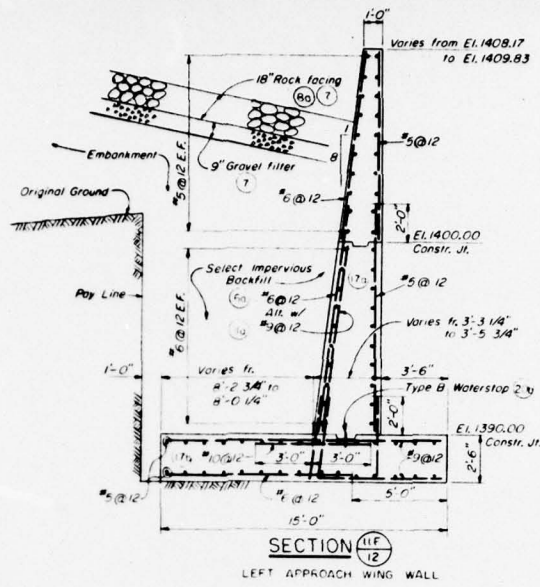 1'-0"
Varies from El. 1408.17
to El. 1409.83
18" Rock facing
8a 7
1
8
Embankment
9" Gravel filter
7
#5@12 E.F.
#5@12
Original Ground
#6@12
2'-0"
El. 1400.00
Constr. Jt.
Select Impervious
Backfill
17a
#5@12
#6@12
Alt. w/
#9@12
Pay Line
#6@12 E.F.
Varies fr. 3'-3 1/4"
to 3'-5 3/4"
1'-0"
Varies fr.
8'-2 3/4" to
8'-0 1/4"
3'-6"
Type B Waterstop
2'-0"
El. 1390.00
Constr. Jt.
17a
#10@12
3'-0"
3'-0"
#9@12
2'-6"
#5@12
#6@12
5'-0"
15'-0"
SECTION 11F
12
LEFT APPROACH WING WALL